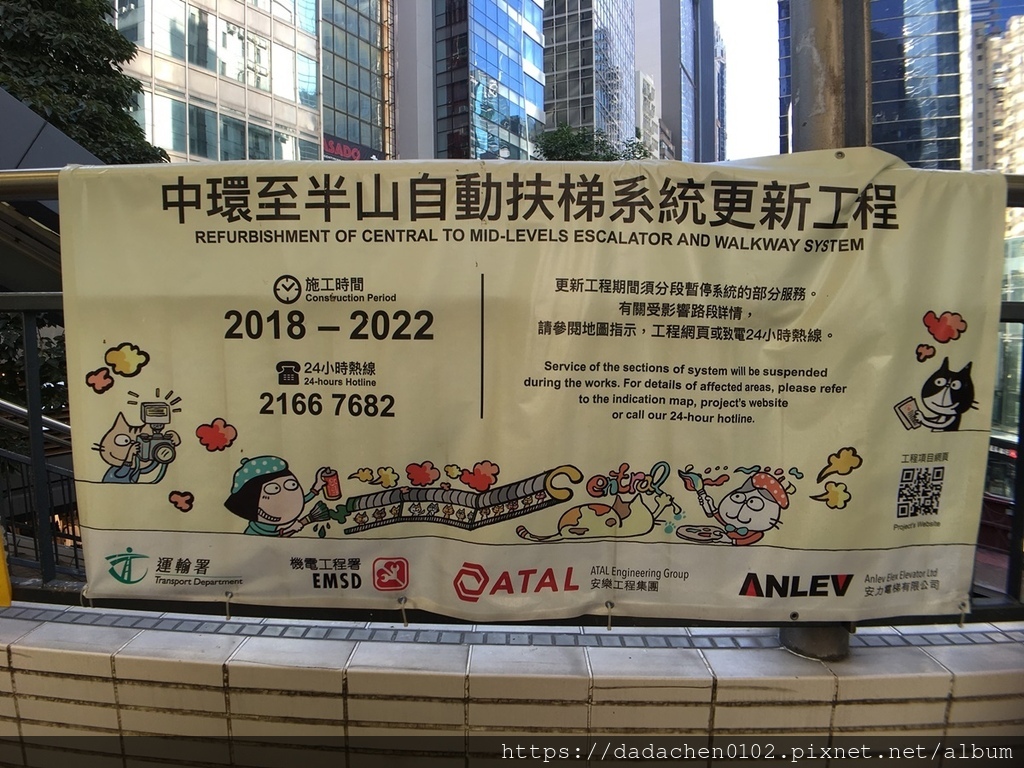 ASADO
中環至半山自動扶梯系統更新工程
REFURBISHMENT OF CENTRAL TO MID-LEVELS ESCALATOR AND WALKWAY SYSTEM
施工時間
Construction Period
2018 – 2022
24小時熱線
24-hours Hotline
2166 7682
更新工程期間須分段暫停系統的部分服務。
有關受影響路段詳情，
請參閱地圖指示，工程網頁或致電24小時熱線。
Service of the sections of system will be suspended
during the works. For details of affected areas, please refer
to the indication map, project's website
or call our 24-hour hotline.
工程項目網頁
Project's Website
Central
運輸署
Transport Department
機電工程署
EMSD
ATAL
ATAL Engineering Group
安樂工程集團
ANLEV
Anlev Elex Elevator Ltd
安力電梯有限公司
https://dadachen0102.pixnet.net/album